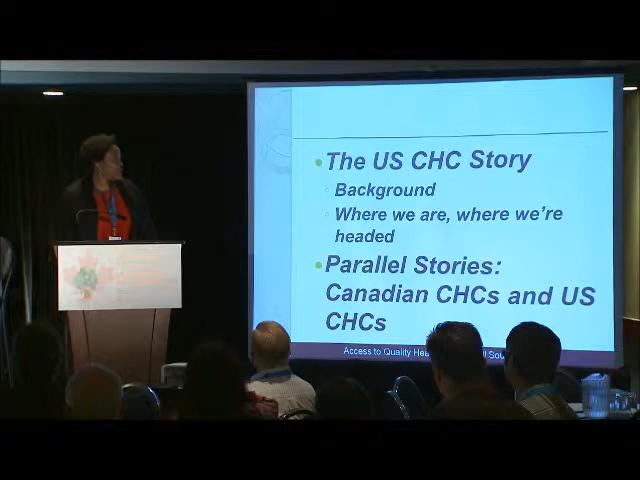 The US CHC Story
Background
Where we are, where we're
headed
Parallel Stories:
Canadian CHCs and US
CHCs
Access to Quality